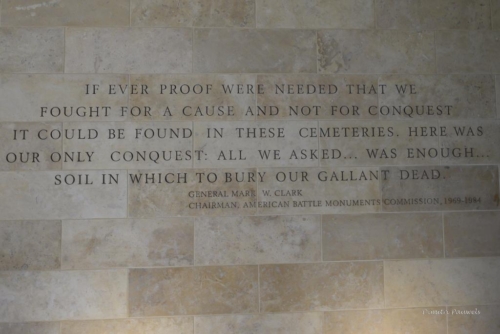 IF EVER PROOF WERE NEEDED THAT WE
FOUGHT FOR A CAUSE AND NOT FOR CONQUEST
IT COULD BE FOUND IN THESE CEMETERIES. HERE WAS
OUR ONLY CONQUEST: ALL WE ASKED... WAS ENOUGH...
SOIL IN WHICH TO BURY OUR GALLANT DEAD."
GENERAL MARK W. CLARK
CHAIRMAN, AMERICAN BATTLE MONUMENTS COMMISSION, 1969-1984